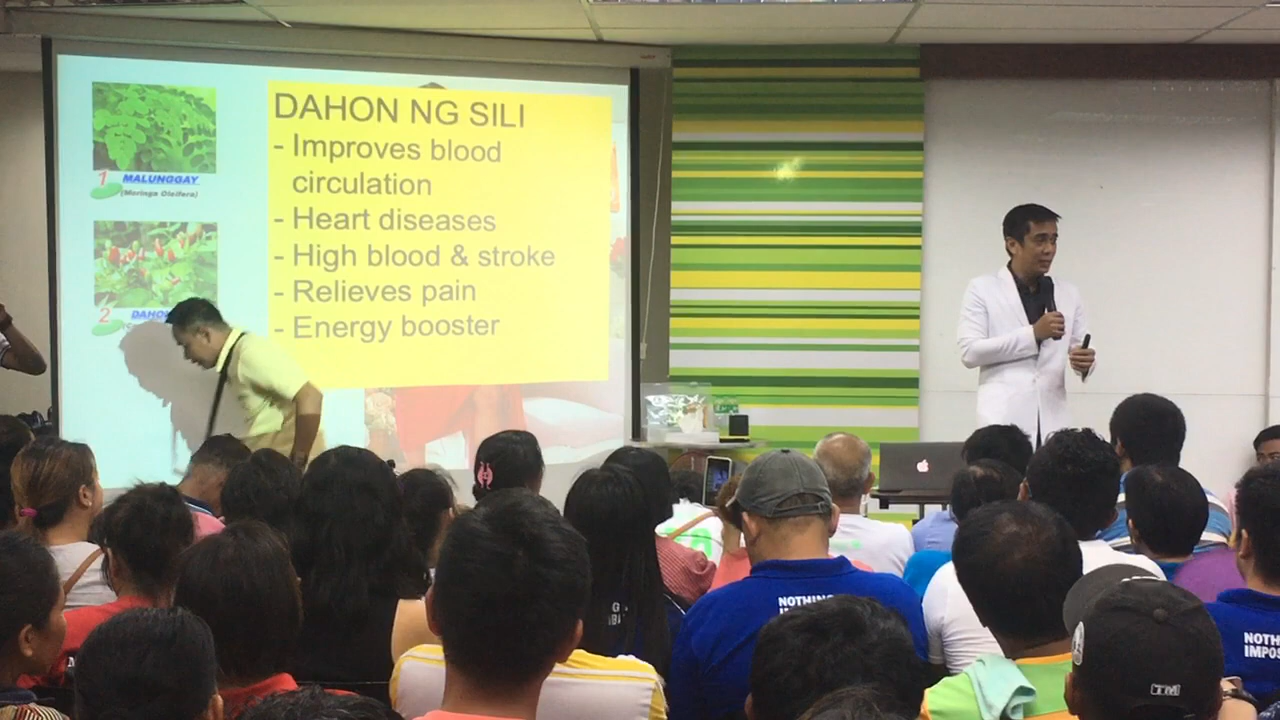 DAHON NG SILI
- Improves blood
circulation
- Heart diseases
- High blood & stroke
- Relieves pain
- Energy booster
1 MALUNGGAY
(Moringa Oleifera)
2
NOTHING
NOTH
IMPOS
TM